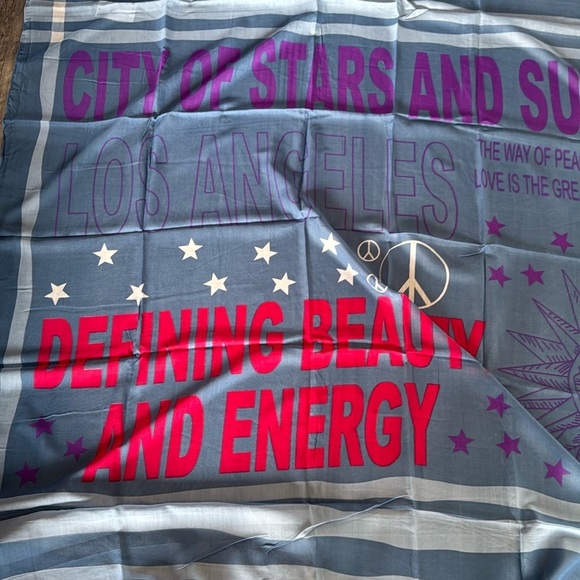 CITY OF STARS AND SU
LOS ANGELES
THE WAY OF PEA
LOVE IS THE GRE
DEFINING BEAUTY
AND ENERGY